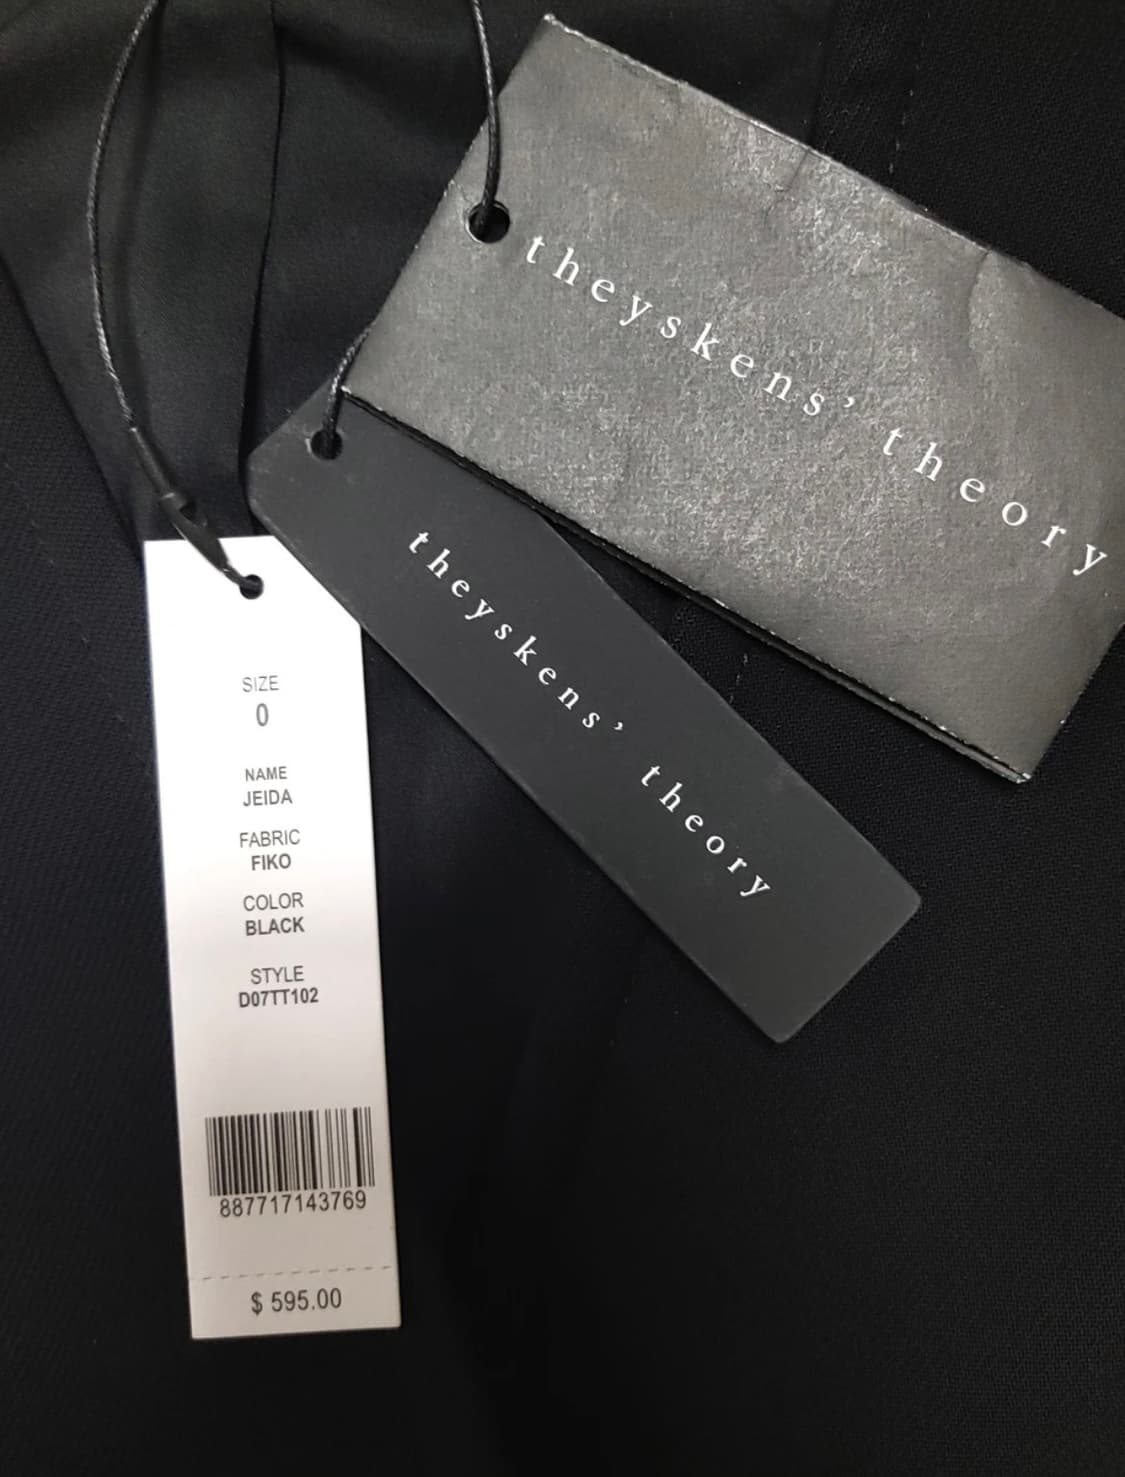 theyskens’ theory
theyskens’ theory
SIZE
0
NAME
JEIDA
FABRIC
FIKO
COLOR
BLACK
STYLE
D07TT102
887717143769
$ 595.00